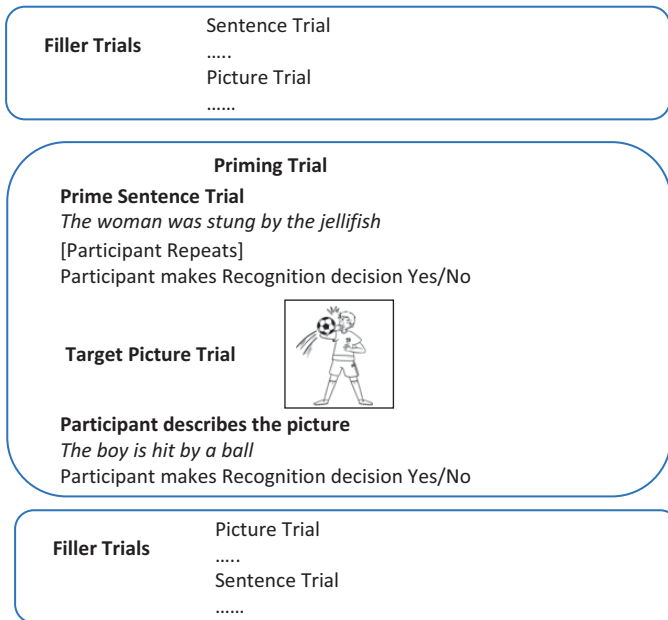 Filler Trials
Sentence Trial
.....
Picture Trial
......
Priming Trial
Prime Sentence Trial
The woman was stung by the jellifish
[Participant Repeats]
Participant makes Recognition decision Yes/No
Target Picture Trial
Participant describes the picture
The boy is hit by a ball
Participant makes Recognition decision Yes/No
Filler Trials
Picture Trial
.....
Sentence Trial
......